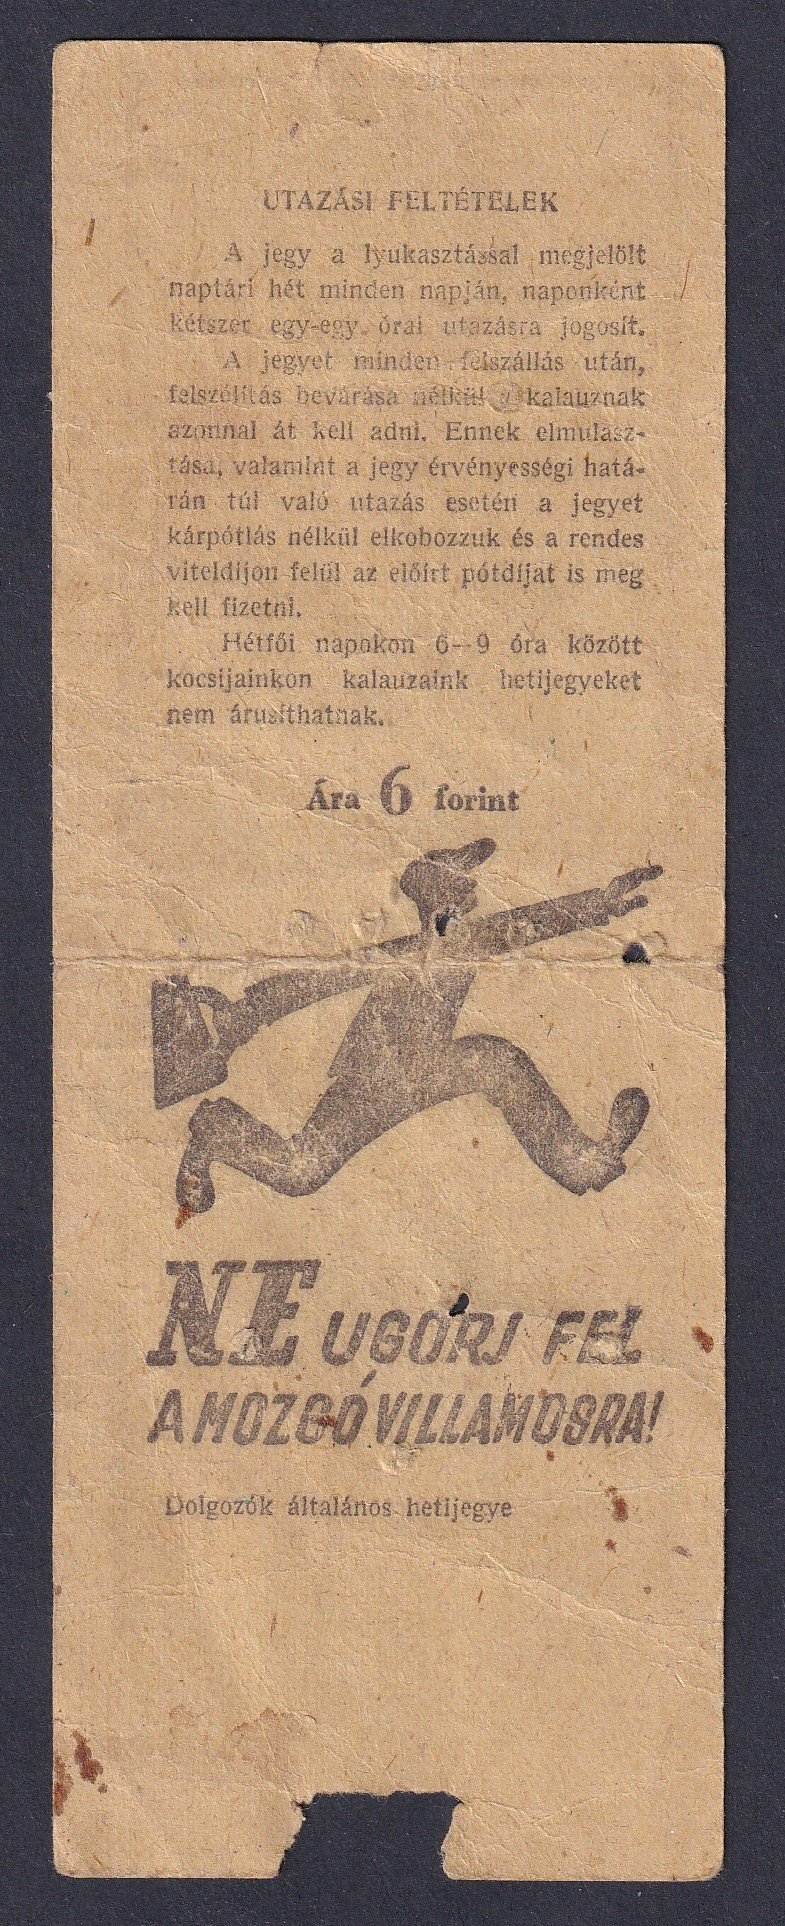 UTAZÁSI FELTÉTELEK
A jegy a lyukasztással megjelölt
naptári hét minden napján, naponként
kétszer egy-egy órai utazásra jogosít.
A jegyet minden felszállás után,
felszólítás bevárása nélkül a kalauznak
azonnal át kell adni. Ennek elmulasz-
tása, valamint a jegy érvényességi hatá-
rán túl való utazás esetén a jegyet
kárpótlás nélkül elkobozzuk és a rendes
viteldíjon felül az előírt pótdíjat is meg
kell fizetni.
Hétfői napokon 6–9 óra között
kocsijainkon kalauzaink hetijegyeket
nem árusíthatnak.
Ára 6 forint
NE UGORJ FEL
A MOZGÓ VILLAMOSRA!
Dolgozók általános hetijegye